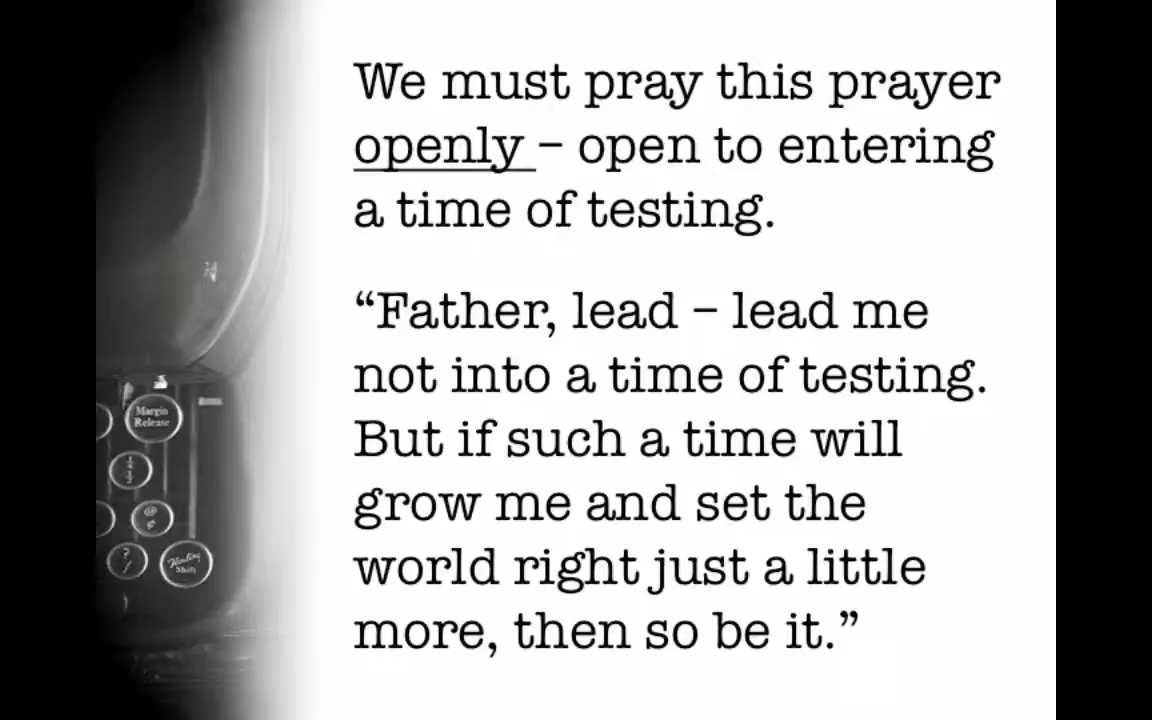 We must pray this prayer
openly – open to entering
a time of testing.
“Father, lead – lead me
not into a time of testing.
But if such a time will
grow me and set the
world right just a little
more, then so be it.”
Margin
Release
@
¢
?
/